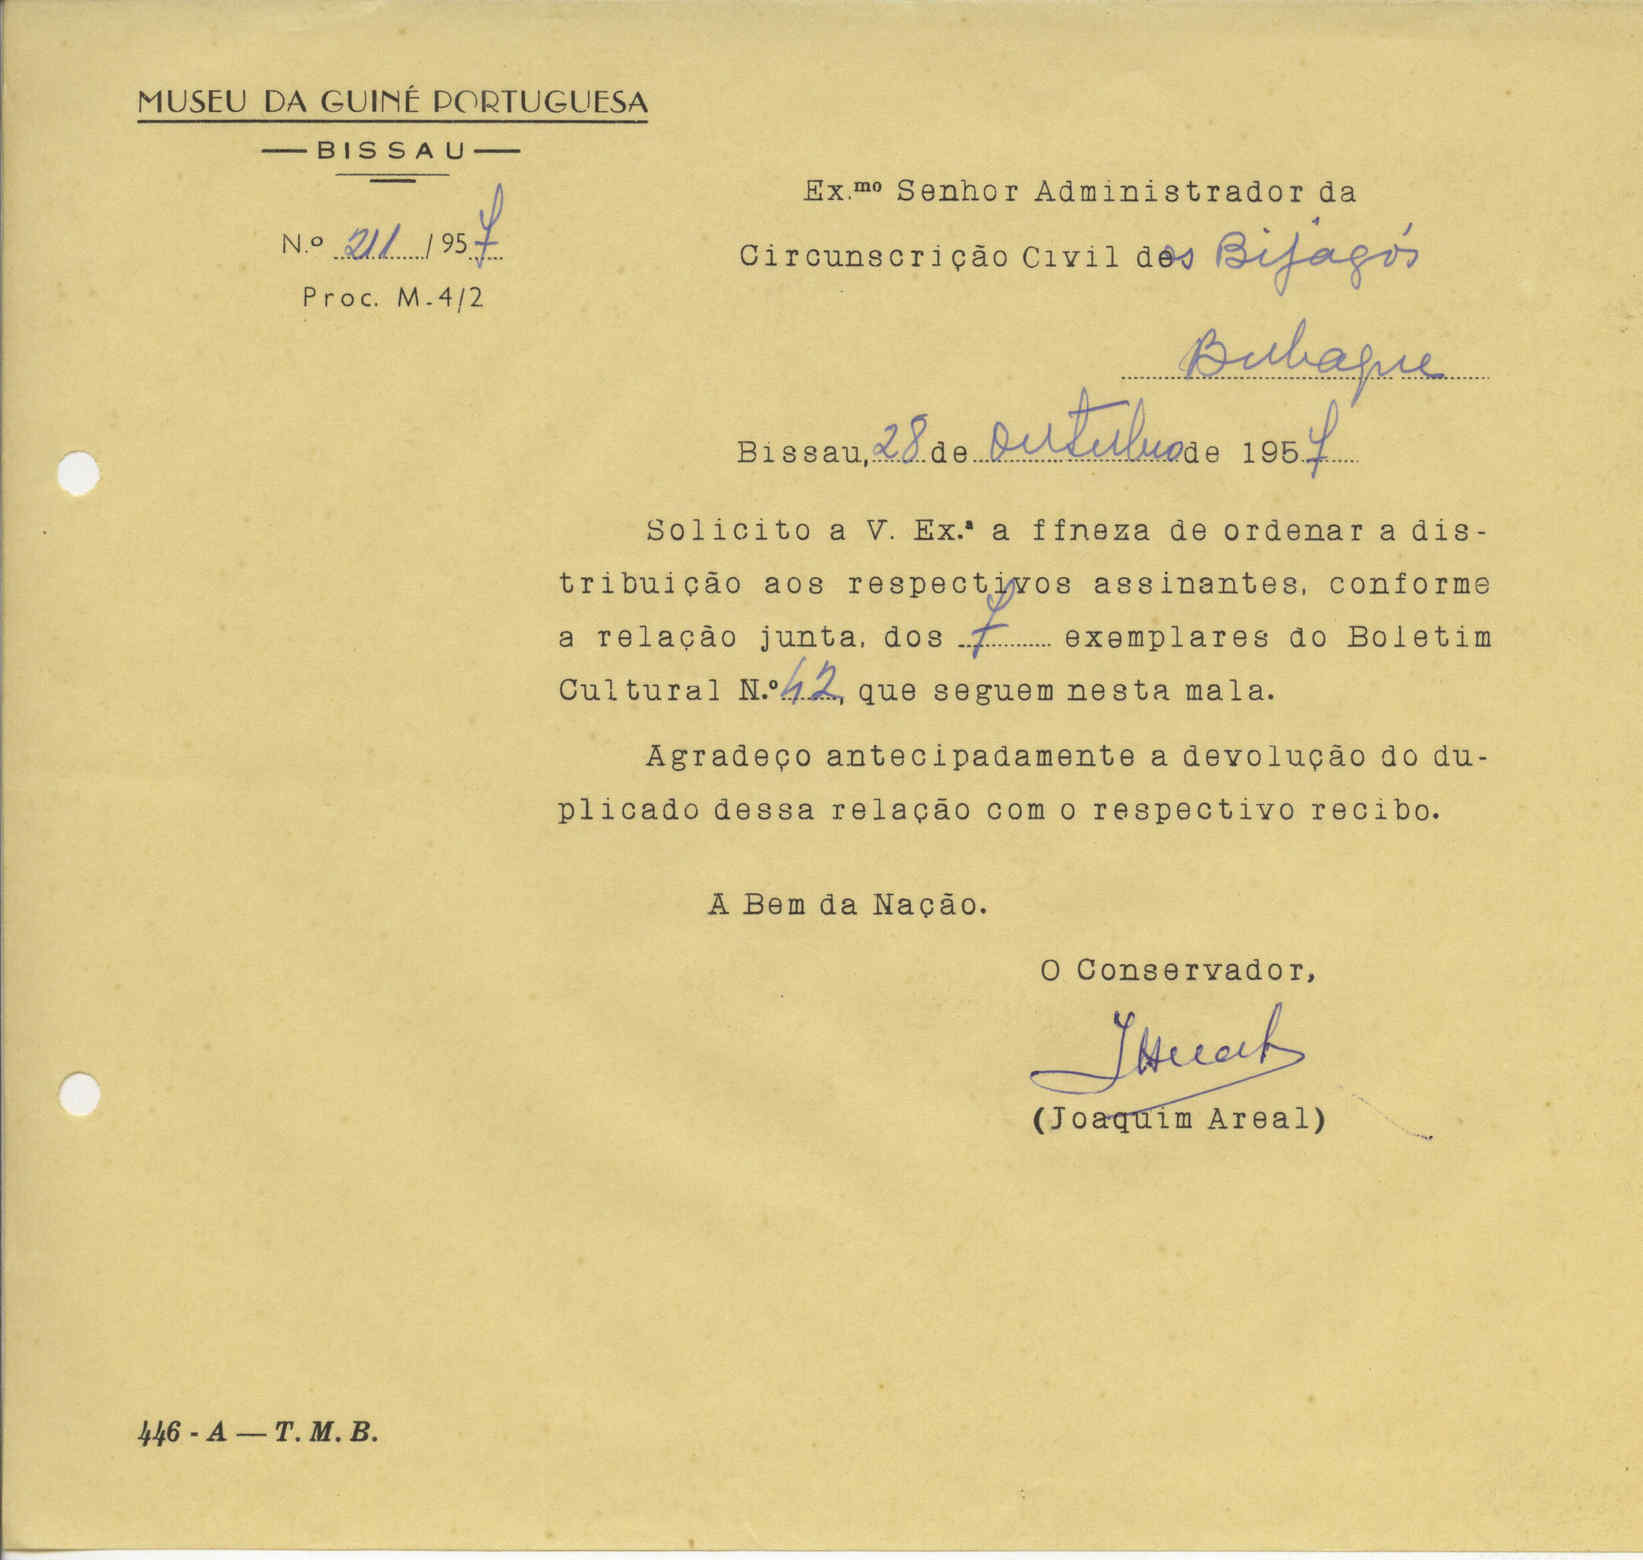 MUSEU DA GUINÉ PORTUGUESA
— BISSAU —
N.º 211 / 957
Proc. M-4/2
Ex.mo Senhor Administrador da
Circunscrição Civil dos Bijagós
Bubaque
Bissau, 28 de outubro de 1957
Solicito a V. Ex.ª a ffneza de ordenar a dis-
tribuição aos respectivos assinantes, conforme
a relação junta, dos 7 exemplares do Boletim
Cultural N.º 42, que seguem nesta mala.
Agradeço antecipadamente a devolução do du-
plicado dessa relação com o respectivo recibo.
A Bem da Nação.
O Conservador,
(Joaquim Areal)
446 - A — T. M. B.